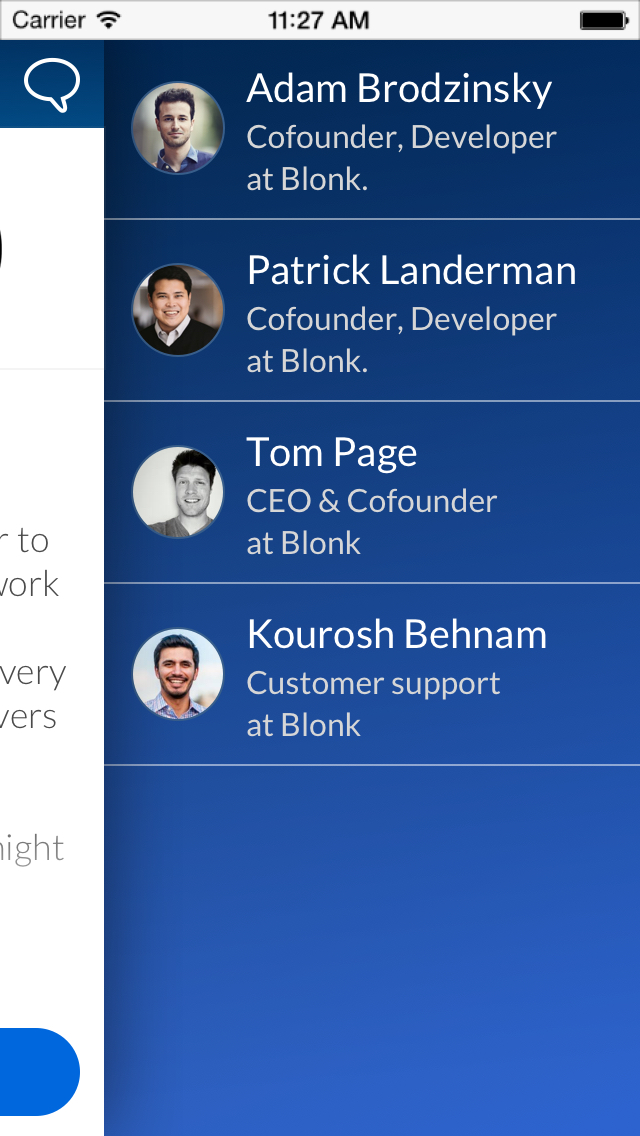 Carrier 11:27 AM
Adam Brodzinsky
Cofounder, Developer
at Blonk.
Patrick Landerman
Cofounder, Developer
at Blonk.
Tom Page
CEO & Cofounder
at Blonk
Kourosh Behnam
Customer support
at Blonk
r to
work
very
vers
night